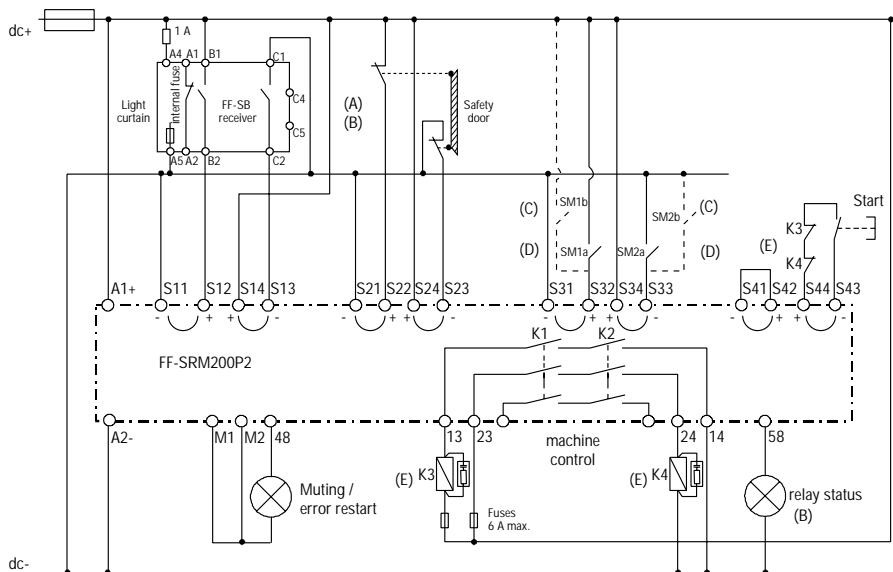 dc+
1 A
A4 A1 B1 C1
Light
curtain
internal fuse
FF-SB
receiver
C4
C5
A5 A2 B2 C2
(A)
(B)
Safety
door
(C) SM1b SM2b (C)
(D) SM1a SM2a (D)
Start
K3
(E)
K4
A1+ S11 S12 S14 S13 S21 S22 S24 S23 S31 S32 S34 S33 S41 S42 S44 S43
- + + - - + + - - + + - - + + -
K1 K2
FF-SRM200P2
A2- M1 M2 48 13 23 24 14 58
machine
control
(E) K3
(E) K4
Muting /
error restart
Fuses
6 A max.
relay status
(B)
dc-